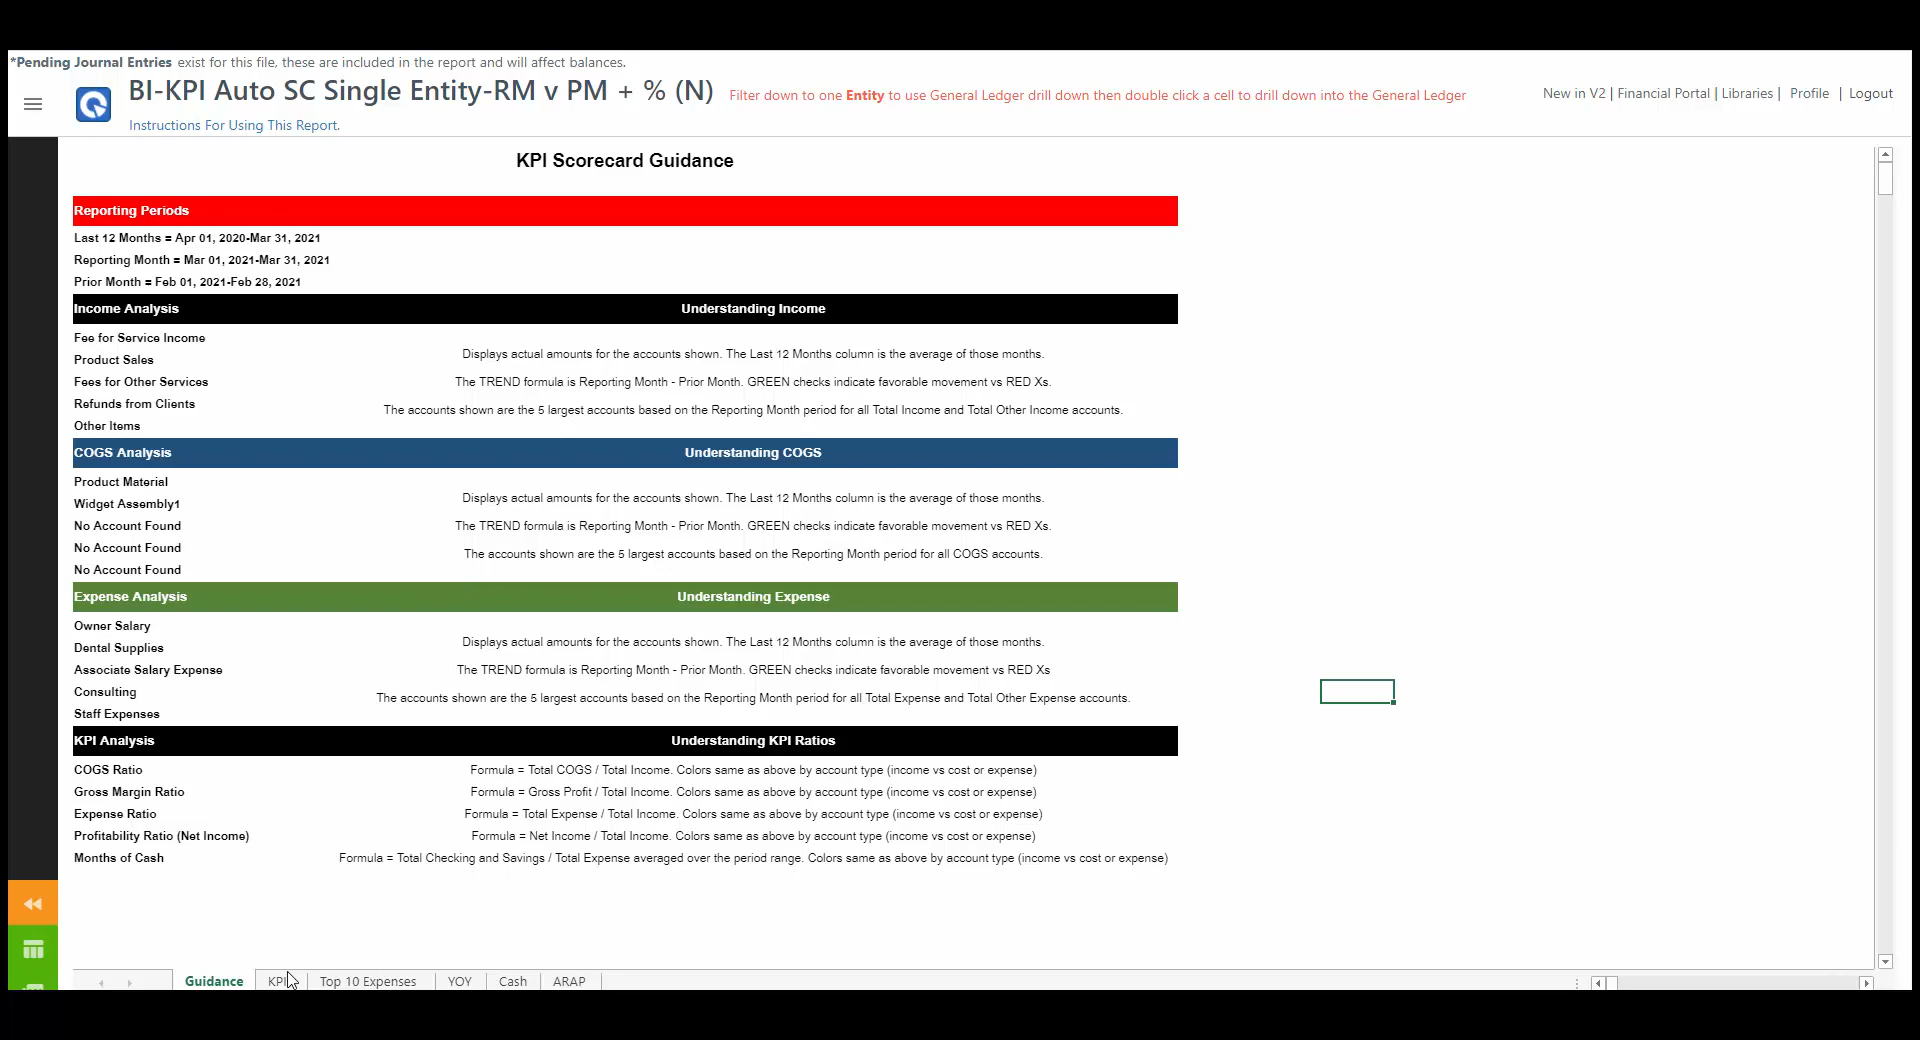 *Pending Journal Entries exist for this file, these are included in the report and will affect balances.
BI-KPI Auto SC Single Entity-RM v PM + % (N)
Filter down to one Entity to use General Ledger drill down then double click a cell to drill down into the General Ledger
New in V2 | Financial Portal | Libraries | Profile | Logout
Instructions For Using This Report.
KPI Scorecard Guidance
Reporting Periods
Last 12 Months = Apr 01, 2020-Mar 31, 2021
Reporting Month = Mar 01, 2021-Mar 31, 2021
Prior Month = Feb 01, 2021-Feb 28, 2021
Income Analysis Understanding Income
Fee for Service Income
Product Sales
Fees for Other Services
Refunds from Clients
Other Items
Displays actual amounts for the accounts shown. The Last 12 Months column is the average of those months.
The TREND formula is Reporting Month - Prior Month. GREEN checks indicate favorable movement vs RED Xs.
The accounts shown are the 5 largest accounts based on the Reporting Month period for all Total Income and Total Other Income accounts.
COGS Analysis Understanding COGS
Product Material
Widget Assembly1
No Account Found
No Account Found
No Account Found
Displays actual amounts for the accounts shown. The Last 12 Months column is the average of those months.
The TREND formula is Reporting Month - Prior Month. GREEN checks indicate favorable movement vs RED Xs.
The accounts shown are the 5 largest accounts based on the Reporting Month period for all COGS accounts.
Expense Analysis Understanding Expense
Owner Salary
Dental Supplies
Associate Salary Expense
Consulting
Staff Expenses
Displays actual amounts for the accounts shown. The Last 12 Months column is the average of those months.
The TREND formula is Reporting Month - Prior Month. GREEN checks indicate favorable movement vs RED Xs
The accounts shown are the 5 largest accounts based on the Reporting Month period for all Total Expense and Total Other Expense accounts.
KPI Analysis Understanding KPI Ratios
COGS Ratio Formula = Total COGS / Total Income. Colors same as above by account type (income vs cost or expense)
Gross Margin Ratio Formula = Gross Profit / Total Income. Colors same as above by account type (income vs cost or expense)
Expense Ratio Formula = Total Expense / Total Income. Colors same as above by account type (income vs cost or expense)
Profitability Ratio (Net Income) Formula = Net Income / Total Income. Colors same as above by account type (income vs cost or expense)
Months of Cash Formula = Total Checking and Savings / Total Expense averaged over the period range. Colors same as above by account type (income vs cost or expense)
Guidance KPI Top 10 Expenses YOY Cash ARAP